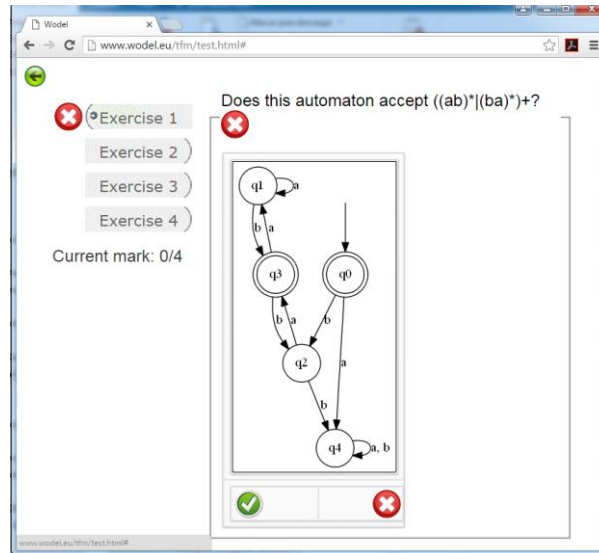 Wodel
www.wodel.eu/tfm/test.html#
Does this automaton accept ((ab)*|(ba)*)+?
Exercise 1
Exercise 2
Exercise 3
Exercise 4
Current mark: 0/4
q1
a
b a
q3
q0
b a
b
q2
a
b
q4
a, b
www.wodel.eu/tfm/test.html#